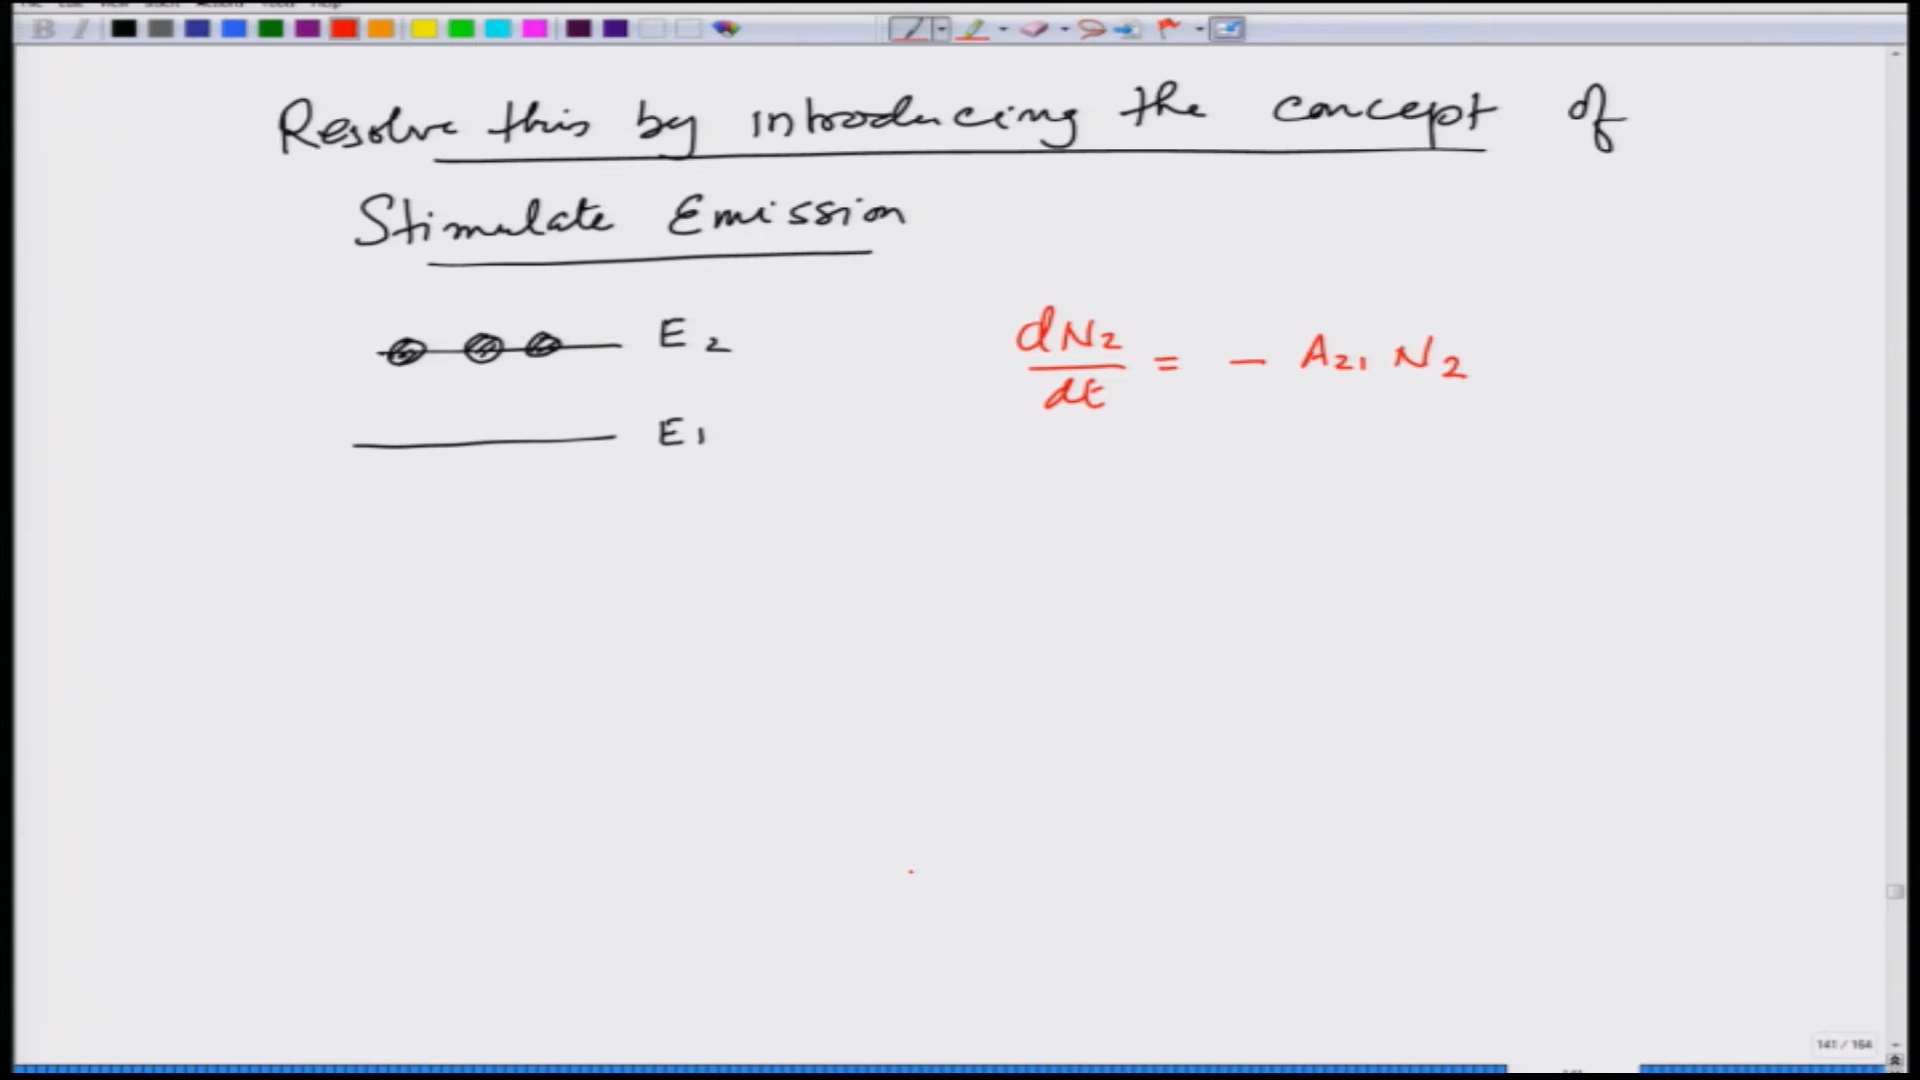 Resolve this by introducing the concept of
Stimulate Emission
E2
dN2/dt = - A21 N2
E1
141 / 164